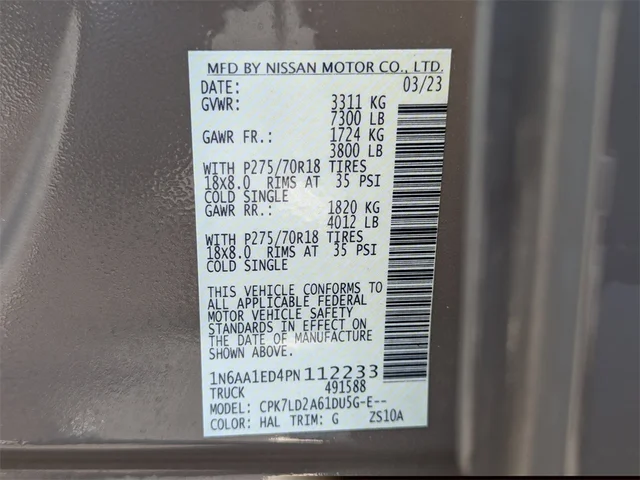 MFD BY NISSAN MOTOR CO., LTD.
DATE: 03/23
GVWR: 3311 KG
7300 LB
GAWR FR.: 1724 KG
3800 LB
WITH P275/70R18 TIRES
18X8.0 RIMS AT 35 PSI
COLD SINGLE
GAWR RR.: 1820 KG
4012 LB
WITH P275/70R18 TIRES
18X8.0 RIMS AT 35 PSI
COLD SINGLE
THIS VEHICLE CONFORMS TO
ALL APPLICABLE FEDERAL
MOTOR VEHICLE SAFETY
STANDARDS IN EFFECT ON
THE DATE OF MANUFACTURE
SHOWN ABOVE.
1N6AA1ED4PN112233
TRUCK 491588
MODEL: CPK7LD2A61DU5G-E--
COLOR: HAL TRIM: G ZS10A